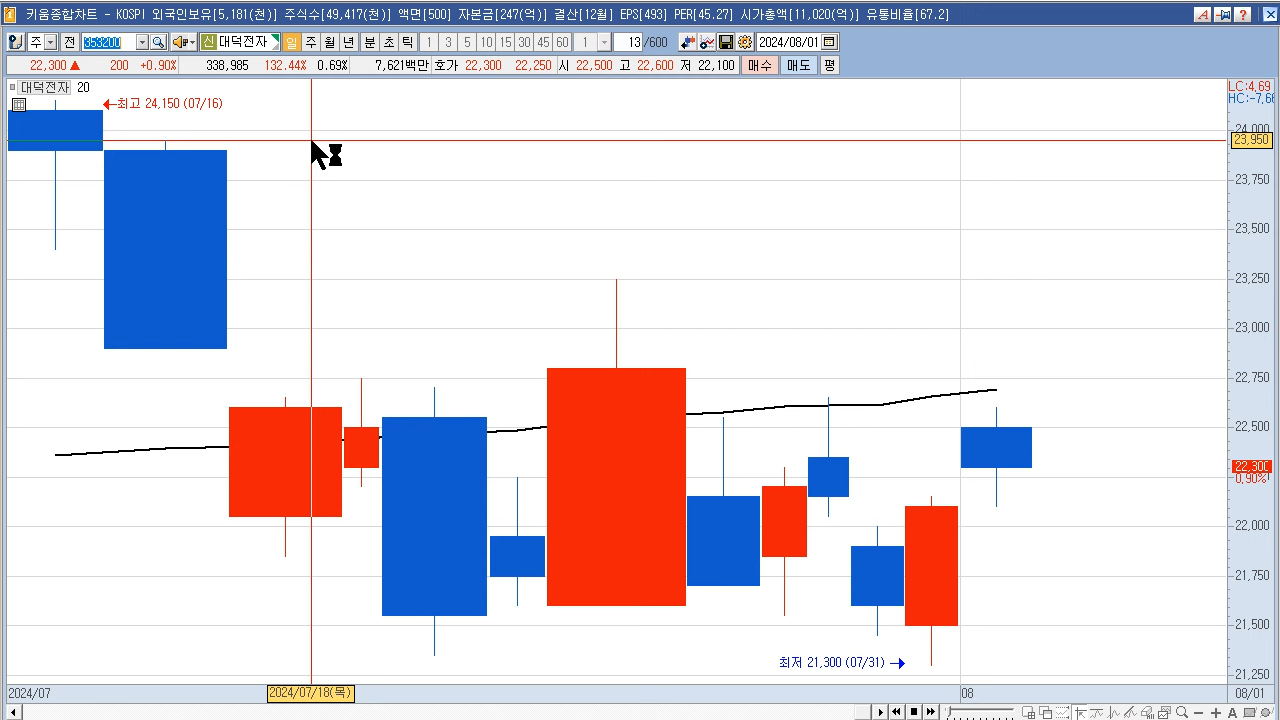 키움종합차트 - KOSPI 외국인보유[5,181(천)] 주식수[49,417(천)] 액면[500] 자본금[247(억)] 결산[12월] EPS[493] PER[45.27] 시가총액[11,020(억)] 유통비율[67.2]
주 전 353200 신 대덕전자 일 주 월 년 분 초 틱 1 3 5 10 15 20 30 45 60 1 13 /600 2024/08/01
22,300 ▲ 200 +0.90% 338,985 132.44% 0.69% 7,621백만 호가 22,300 22,250 시 22,500 고 22,600 저 22,100 매수 매도 평
대덕전자 20
LC:4,69
HC:-7,66
←최고 24,150 (07/16)
24,000
23,950
23,750
23,500
23,250
23,000
22,750
22,500
22,300
0,90%
22,000
21,750
21,500
최저 21,300 (07/31) →
21,250
2024/07 2024/07/18(목) 08 08/01